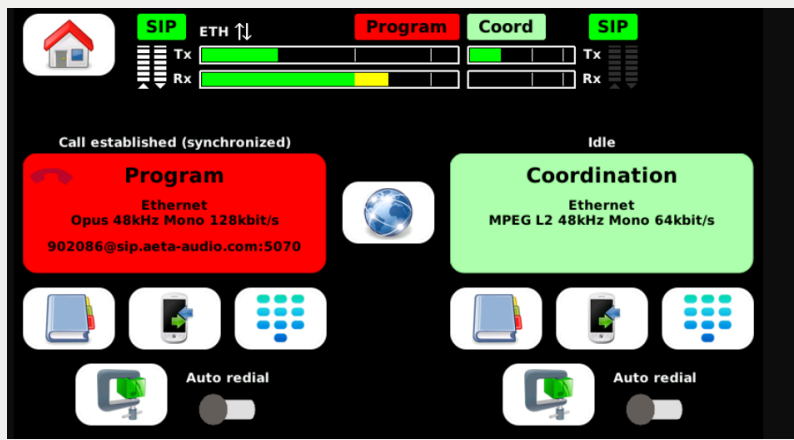 SIP
ETH
Program
Coord
SIP
Tx
Tx
Rx
Rx
Call established (synchronized)
Idle
Program
Ethernet
Opus 48kHz Mono 128kbit/s
902086@sip.aeta-audio.com:5070
Coordination
Ethernet
MPEG L2 48kHz Mono 64kbit/s
Auto redial
Auto redial